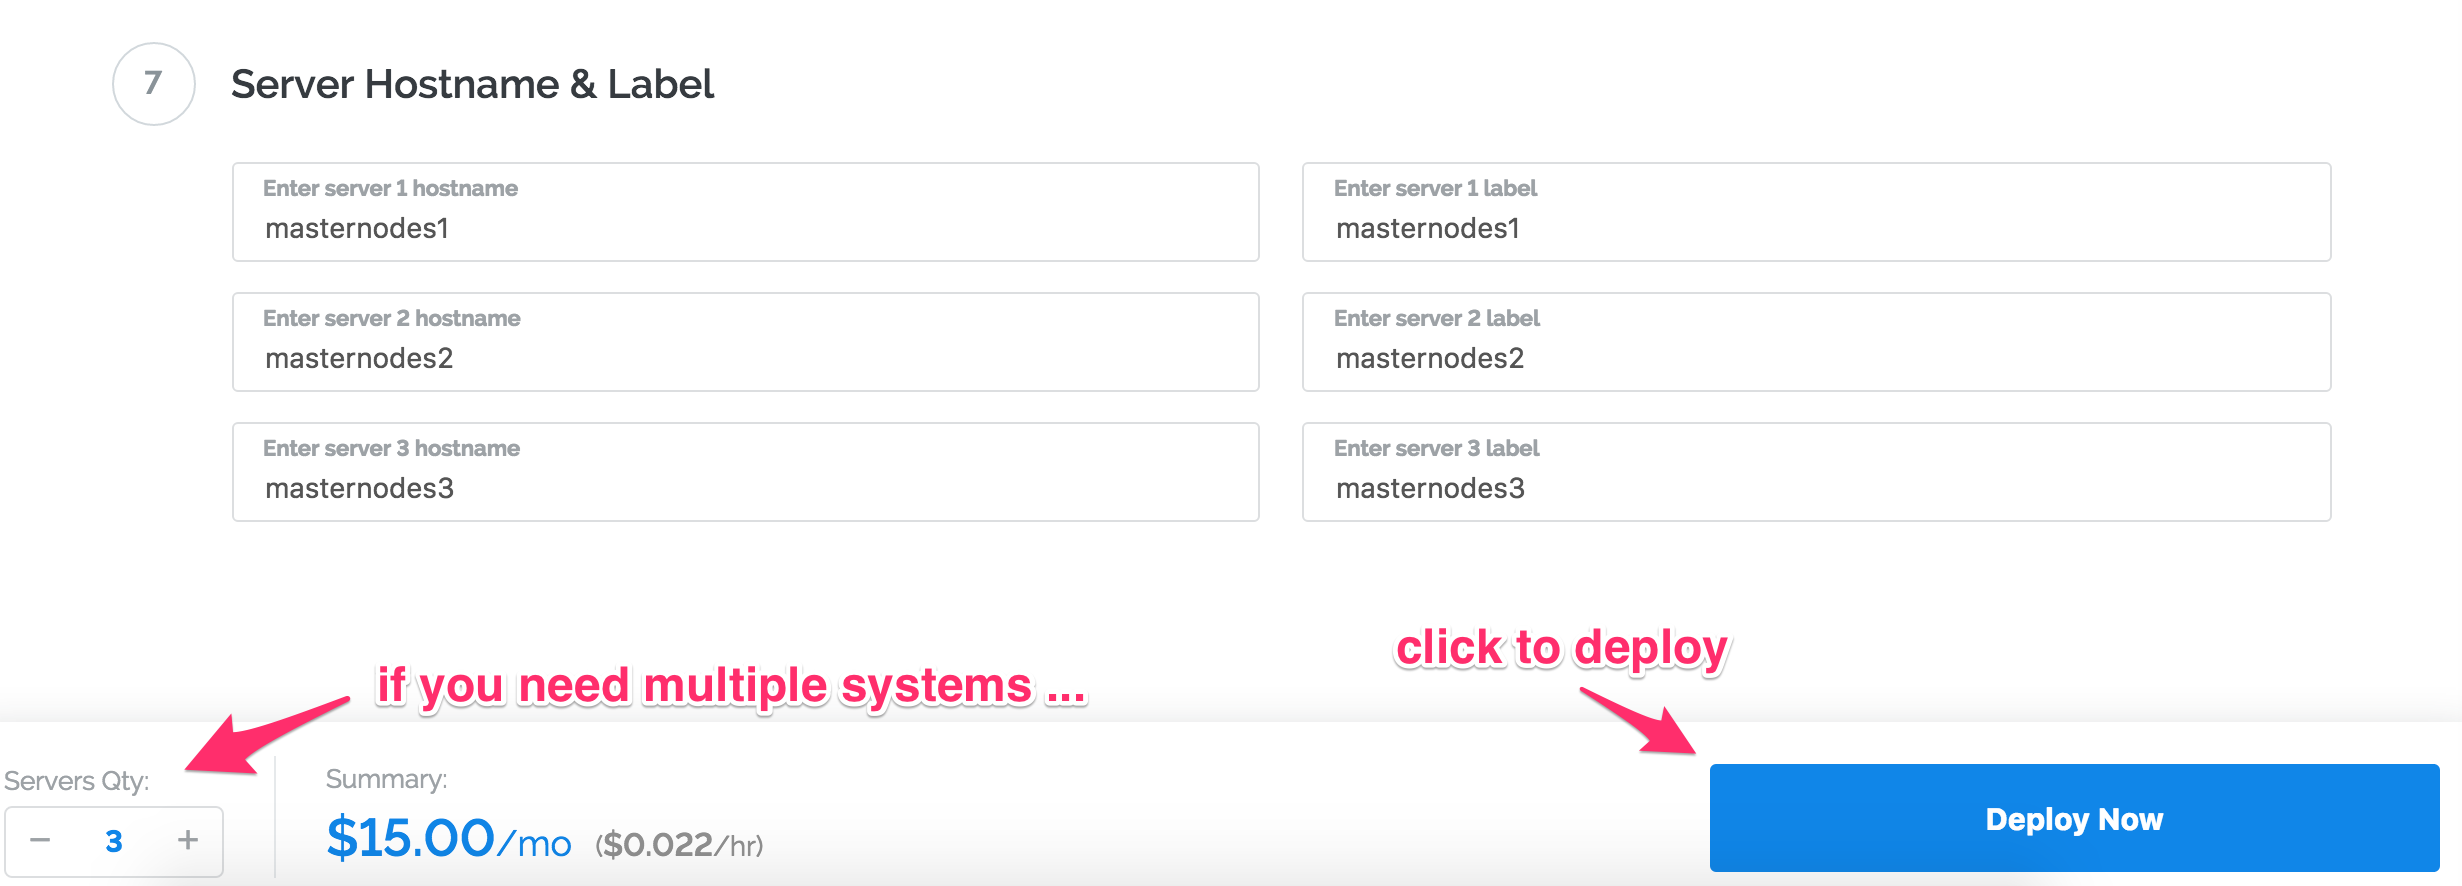 7
Server Hostname & Label
Enter server 1 hostname
masternodes1
Enter server 1 label
masternodes1
Enter server 2 hostname
masternodes2
Enter server 2 label
masternodes2
Enter server 3 hostname
masternodes3
Enter server 3 label
masternodes3
click to deploy
if you need multiple systems ...
Servers Qty:
− 3 +
Summary:
$15.00/mo ($0.022/hr)
Deploy Now